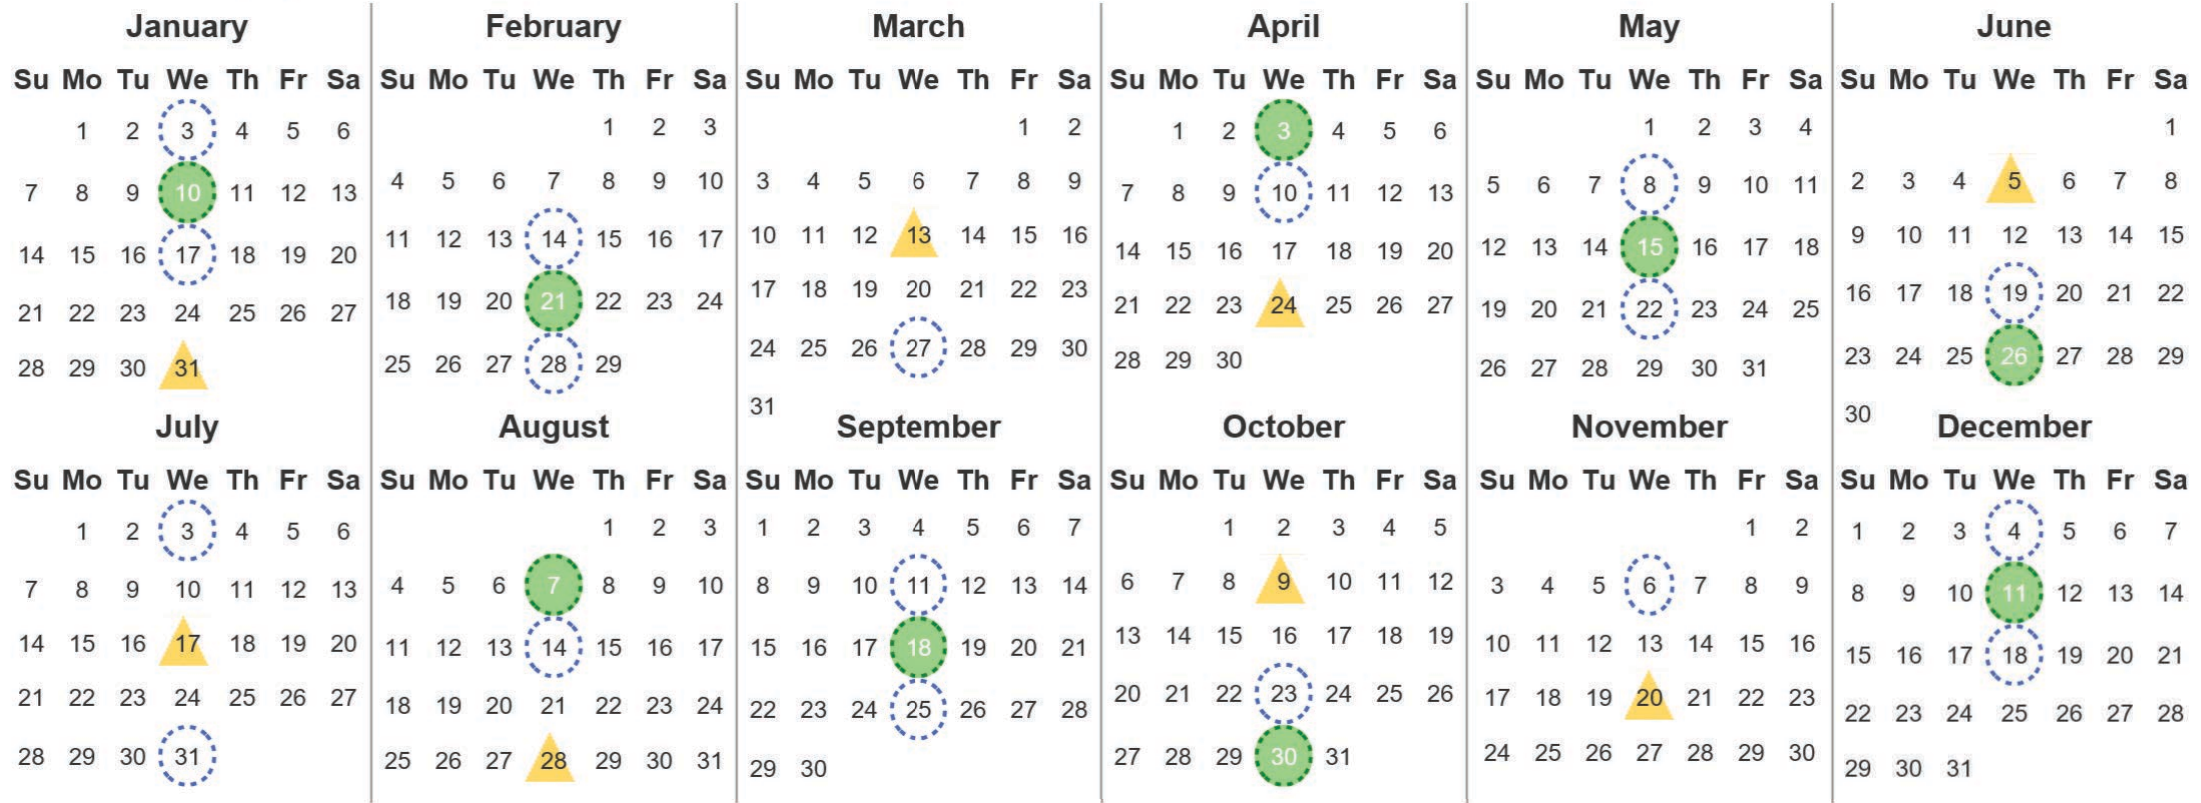 January February March April May June
Su Mo Tu We Th Fr Sa Su Mo Tu We Th Fr Sa Su Mo Tu We Th Fr Sa Su Mo Tu We Th Fr Sa Su Mo Tu We Th Fr Sa Su Mo Tu We Th Fr Sa
1 2 3 4 5 6 1 2 3 1 2 1 2 3 4 5 6 1 2 3 4 1
7 8 9 10 11 12 13 4 5 6 7 8 9 10 3 4 5 6 7 8 9 7 8 9 10 11 12 13 5 6 7 8 9 10 11 2 3 4 5 6 7 8
14 15 16 17 18 19 20 11 12 13 14 15 16 17 10 11 12 13 14 15 16 14 15 16 17 18 19 20 12 13 14 15 16 17 18 9 10 11 12 13 14 15
21 22 23 24 25 26 27 18 19 20 21 22 23 24 17 18 19 20 21 22 23 21 22 23 24 25 26 27 19 20 21 22 23 24 25 16 17 18 19 20 21 22
28 29 30 31 25 26 27 28 29 24 25 26 27 28 29 30 28 29 30 26 27 28 29 30 31 23 24 25 26 27 28 29
31 30
July August September October November December
Su Mo Tu We Th Fr Sa Su Mo Tu We Th Fr Sa Su Mo Tu We Th Fr Sa Su Mo Tu We Th Fr Sa Su Mo Tu We Th Fr Sa Su Mo Tu We Th Fr Sa
1 2 3 4 5 6 1 2 3 1 2 3 4 5 6 7 1 2 3 4 5 1 2 1 2 3 4 5 6 7
7 8 9 10 11 12 13 4 5 6 7 8 9 10 8 9 10 11 12 13 14 6 7 8 9 10 11 12 3 4 5 6 7 8 9 8 9 10 11 12 13 14
14 15 16 17 18 19 20 11 12 13 14 15 16 17 15 16 17 18 19 20 21 13 14 15 16 17 18 19 10 11 12 13 14 15 16 15 16 17 18 19 20 21
21 22 23 24 25 26 27 18 19 20 21 22 23 24 22 23 24 25 26 27 28 20 21 22 23 24 25 26 17 18 19 20 21 22 23 22 23 24 25 26 27 28
28 29 30 31 25 26 27 28 29 30 31 29 30 27 28 29 30 31 24 25 26 27 28 29 30 29 30 31